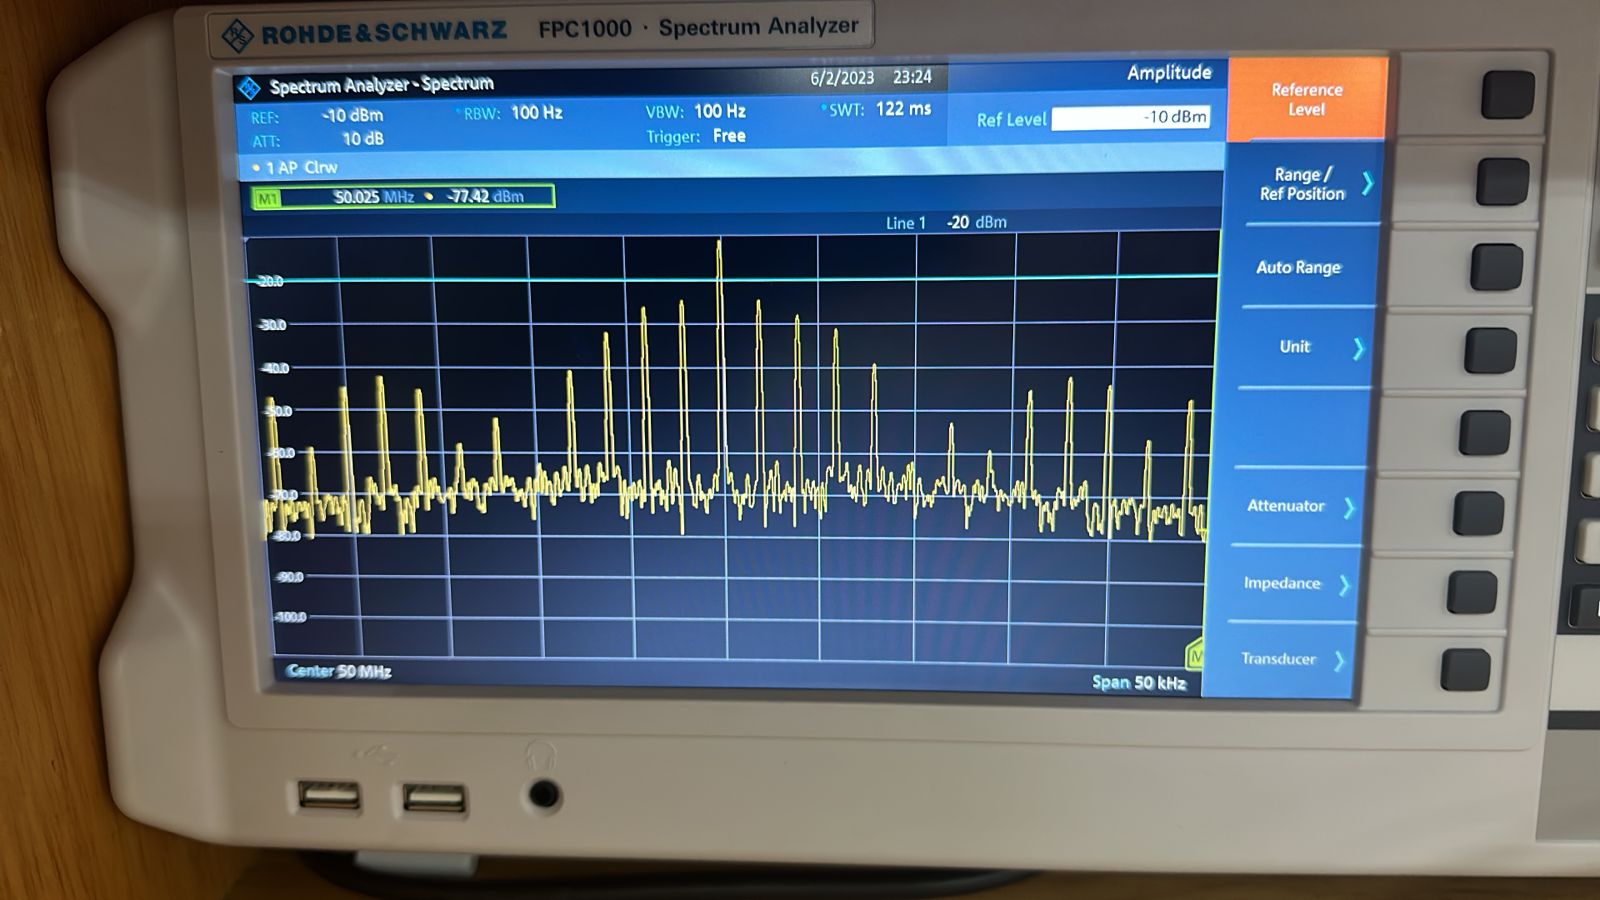 ROHDE & SCHWARZ FPC1000 · Spectrum Analyzer
Spectrum Analyzer - Spectrum 6/2/2023 23:24 Amplitude
REF: -10 dBm RBW: 100 Hz VBW: 100 Hz SWT: 122 ms Ref Level -10 dBm
ATT: 10 dB Trigger: Free
1 AP Clrw
M1 50.025 MHz -77.42 dBm
Line 1 -20 dBm
-20.0
-30.0
-40.0
-50.0
-60.0
-70.0
-80.0
-90.0
-100.0
M
Center 50 MHz Span 50 kHz
Reference
Level
Range /
Ref Position
Auto Range
Unit
Attenuator
Impedance
Transducer